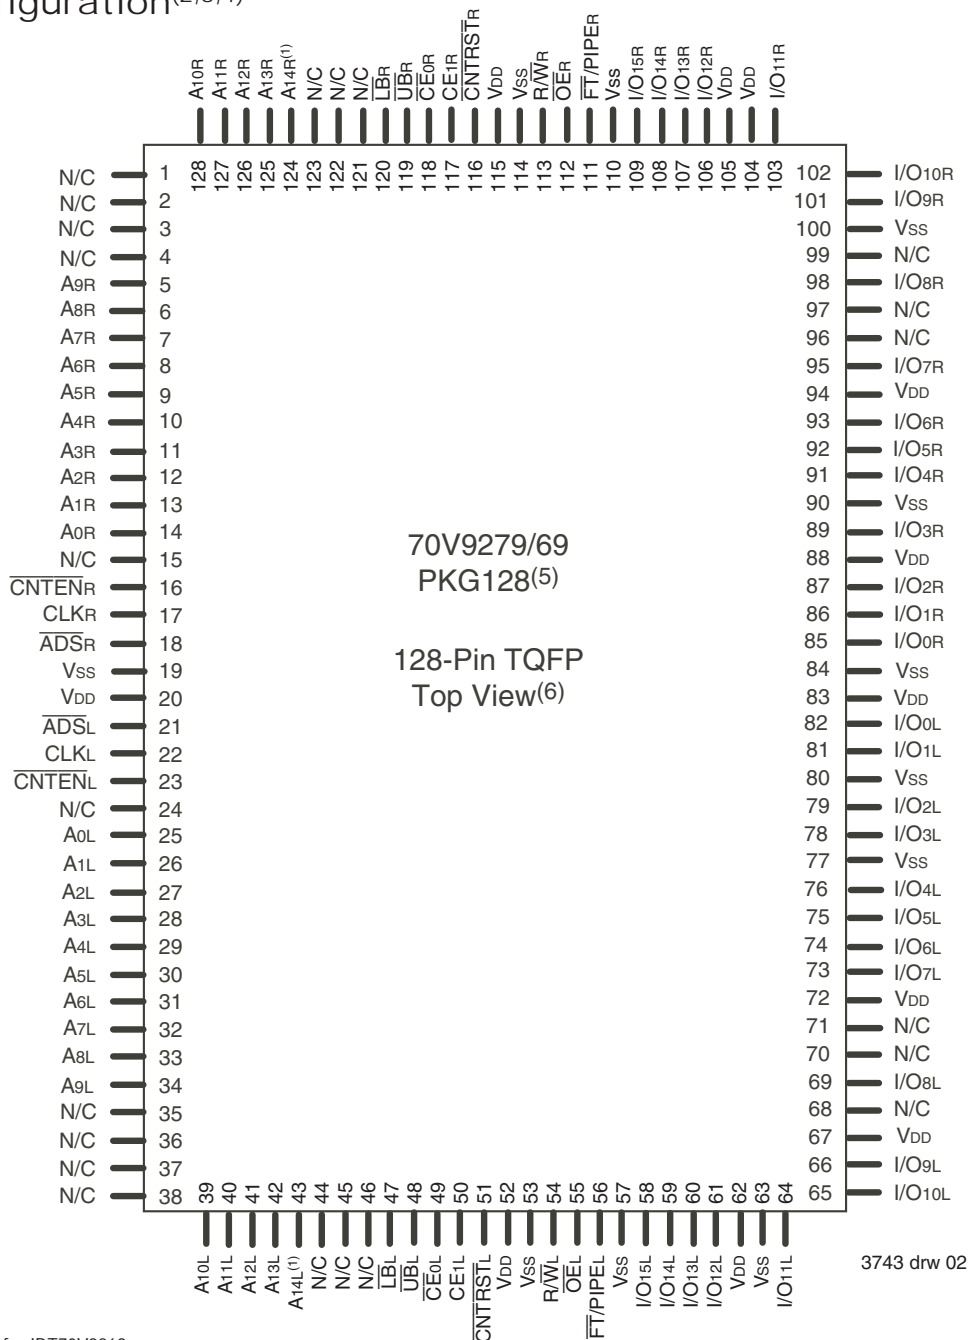 iguration(2,3,4)
A10R A11R A12R A13R A14R(1) N/C N/C N/C LBR UBR CE0R CE1R CNTRSTR VDD VSS R/WR OER FT/PIPER VSS I/O15R I/O14R I/O13R I/O12R VDD VDD I/O11R
128 127 126 125 124 123 122 121 120 119 118 117 116 115 114 113 112 111 110 109 108 107 106 105 104 103
N/C 1 102 I/O10R
N/C 2 101 I/O9R
N/C 3 100 VSS
N/C 4 99 N/C
A9R 5 98 I/O8R
A8R 6 97 N/C
A7R 7 96 N/C
A6R 8 95 I/O7R
A5R 9 94 VDD
A4R 10 93 I/O6R
A3R 11 92 I/O5R
A2R 12 91 I/O4R
A1R 13 90 VSS
A0R 14 89 I/O3R
N/C 15 88 VDD
CNTENR 16 87 I/O2R
CLKR 17 86 I/O1R
ADSR 18 85 I/O0R
VSS 19 84 VSS
VDD 20 83 VDD
ADSL 21 82 I/O0L
CLKL 22 81 I/O1L
CNTENL 23 80 VSS
N/C 24 79 I/O2L
A0L 25 78 I/O3L
A1L 26 77 VSS
A2L 27 76 I/O4L
A3L 28 75 I/O5L
A4L 29 74 I/O6L
A5L 30 73 I/O7L
A6L 31 72 VDD
A7L 32 71 N/C
A8L 33 70 N/C
A9L 34 69 I/O8L
N/C 35 68 N/C
N/C 36 67 VDD
N/C 37 66 I/O9L
N/C 38 65 I/O10L
70V9279/69
PKG128(5)
128-Pin TQFP
Top View(6)
39 40 41 42 43 44 45 46 47 48 49 50 51 52 53 54 55 56 57 58 59 60 61 62 63 64
A10L A11L A12L A13L A14L(1) N/C N/C N/C LBL UBL CE0L CE1L CNTRSTL VDD VSS R/WL OEL FT/PIPEL VSS I/O15L I/O14L I/O13L I/O12L VDD VSS I/O11L
3743 drw 02